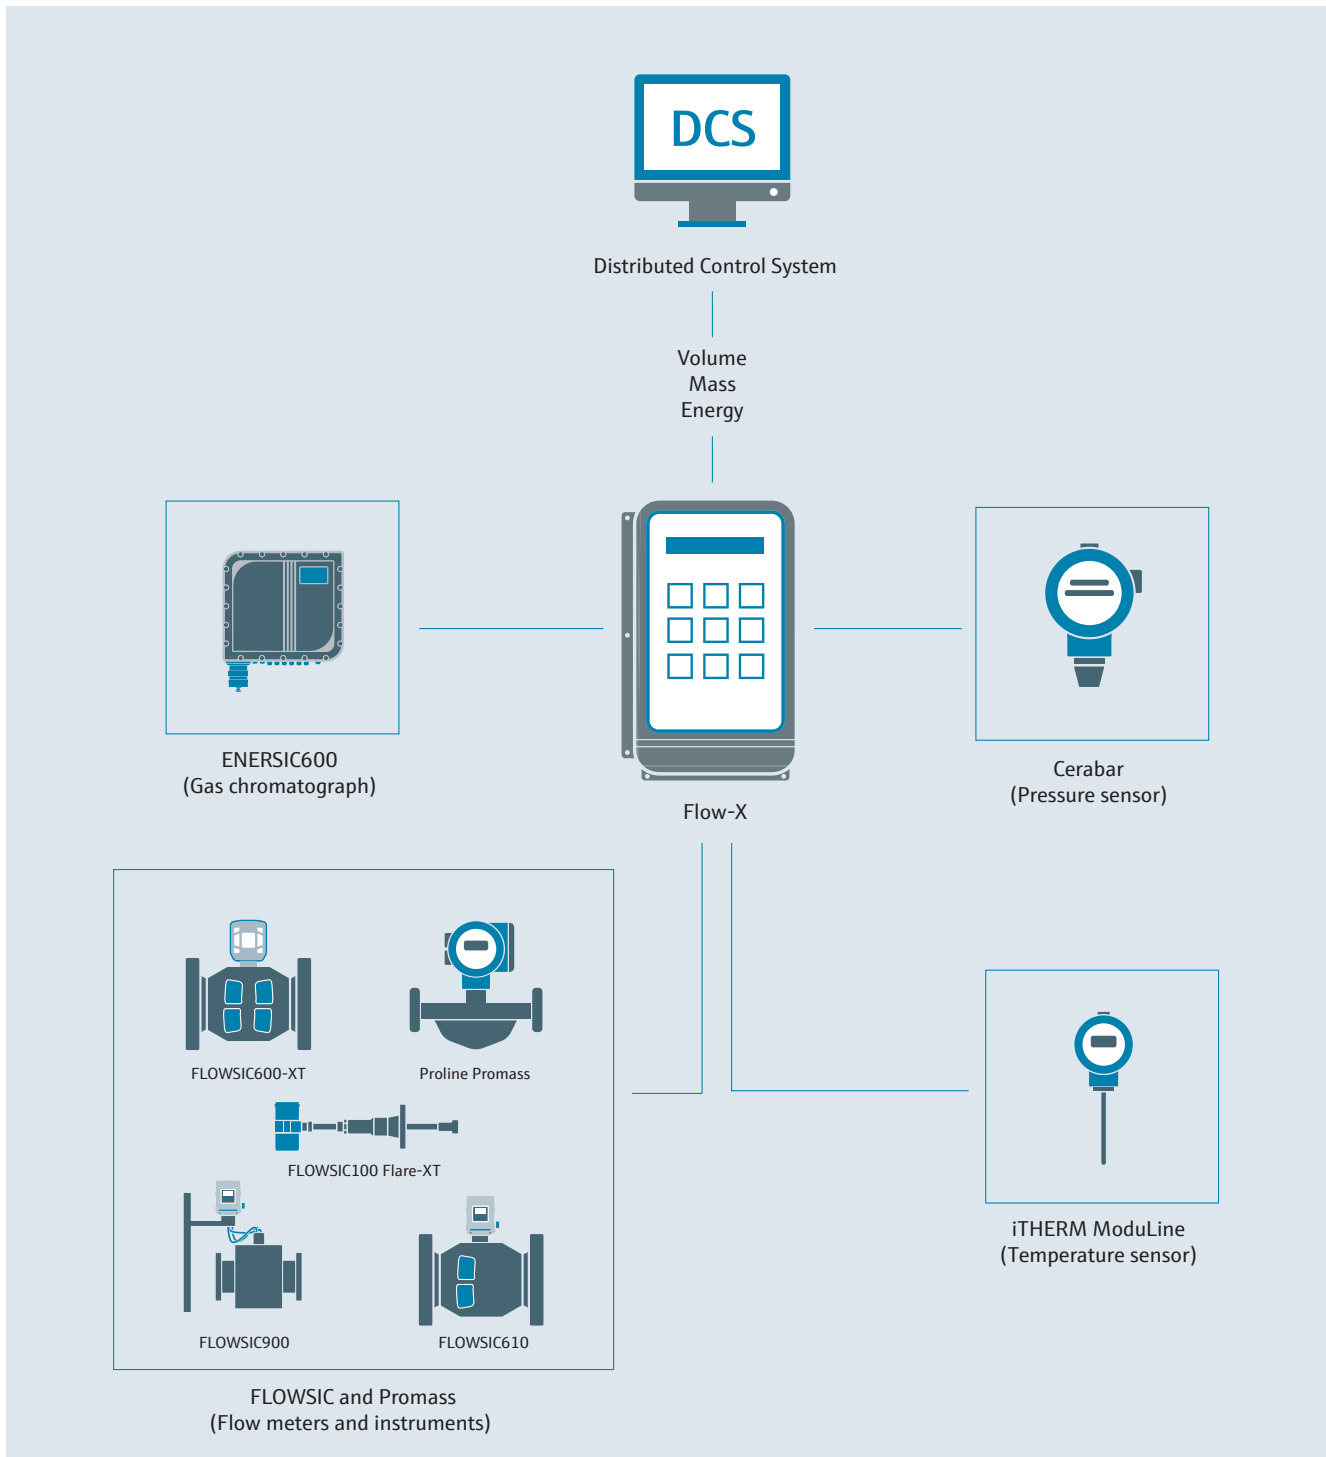 DCS
Distributed Control System
Volume
Mass
Energy
ENERSIC600
(Gas chromatograph)
Flow-X
Cerabar
(Pressure sensor)
FLOWSIC600-XT
Proline Promass
FLOWSIC100 Flare-XT
FLOWSIC900
FLOWSIC610
FLOWSIC and Promass
(Flow meters and instruments)
iTHERM ModuLine
(Temperature sensor)